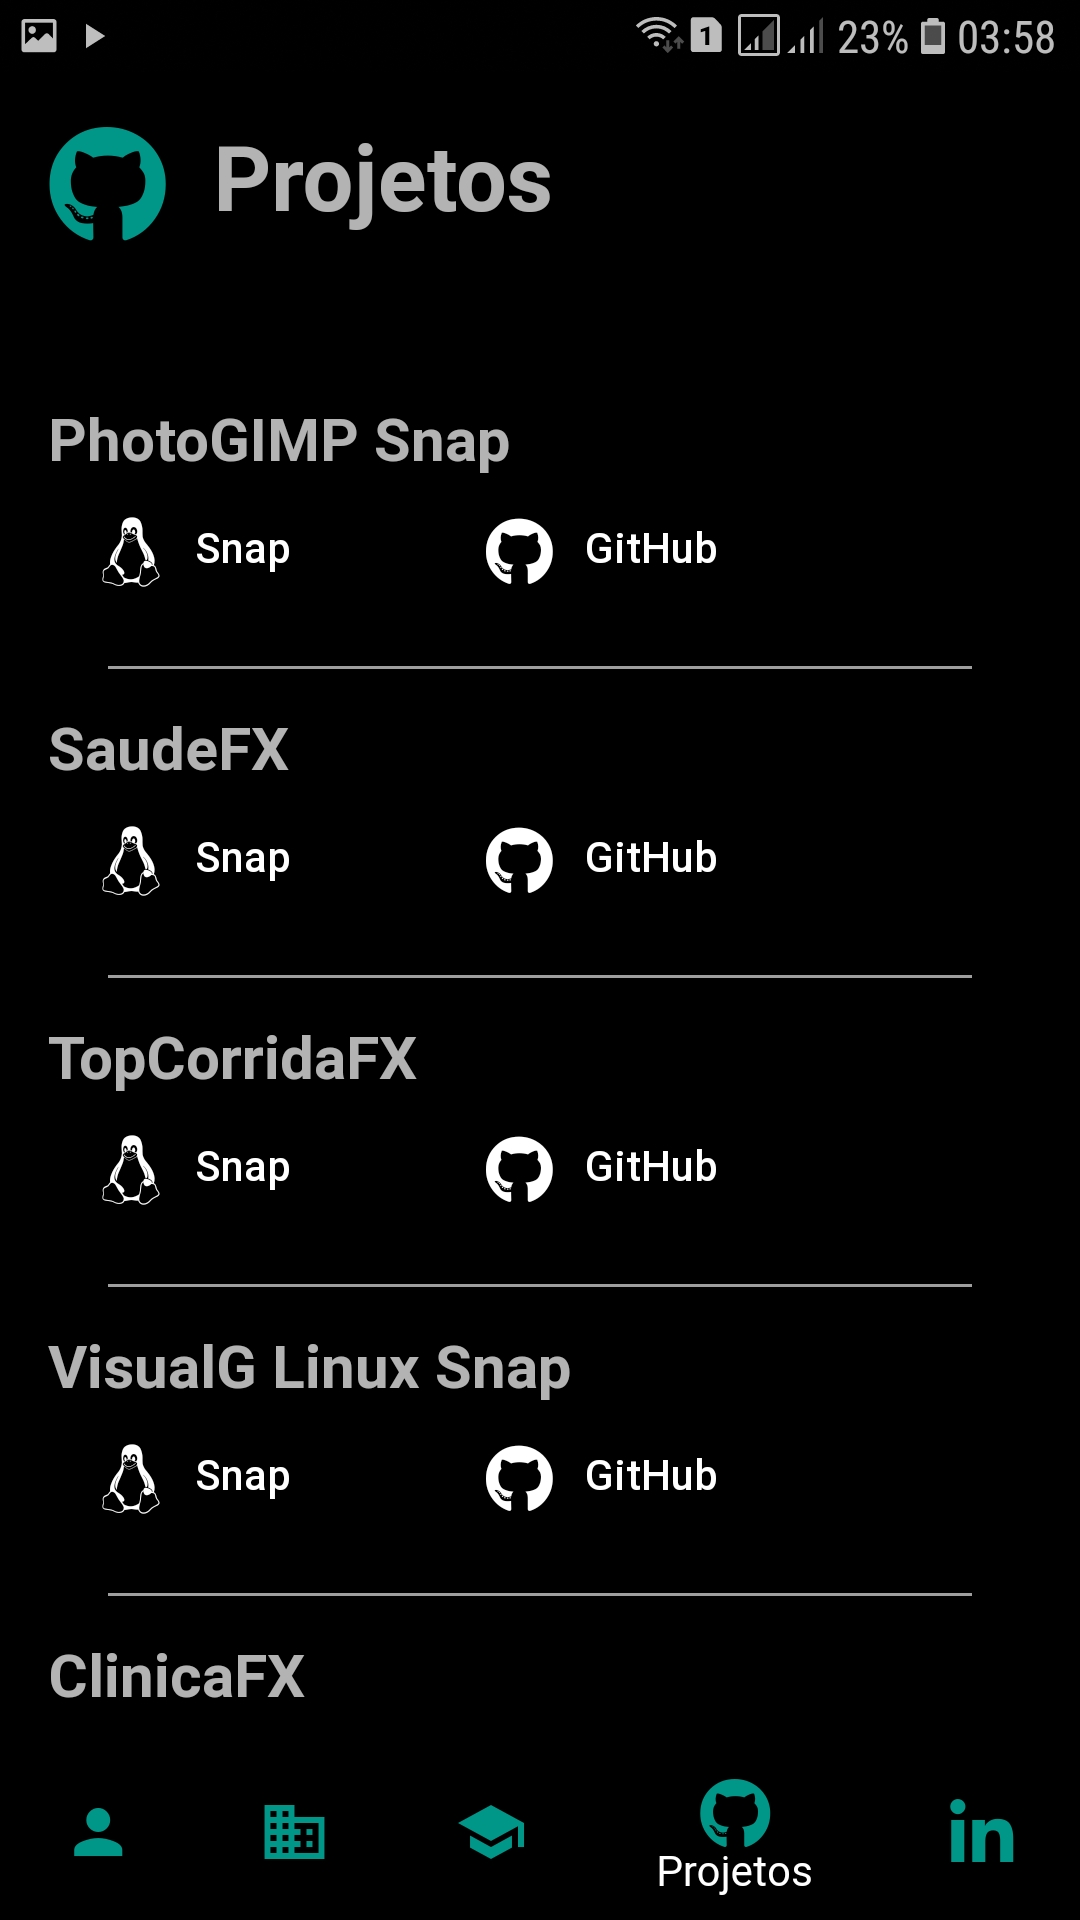 1 23% 03:58
Projetos
PhotoGIMP Snap
Snap GitHub
SaudeFX
Snap GitHub
TopCorridaFX
Snap GitHub
VisualG Linux Snap
Snap GitHub
ClinicaFX
in
Projetos